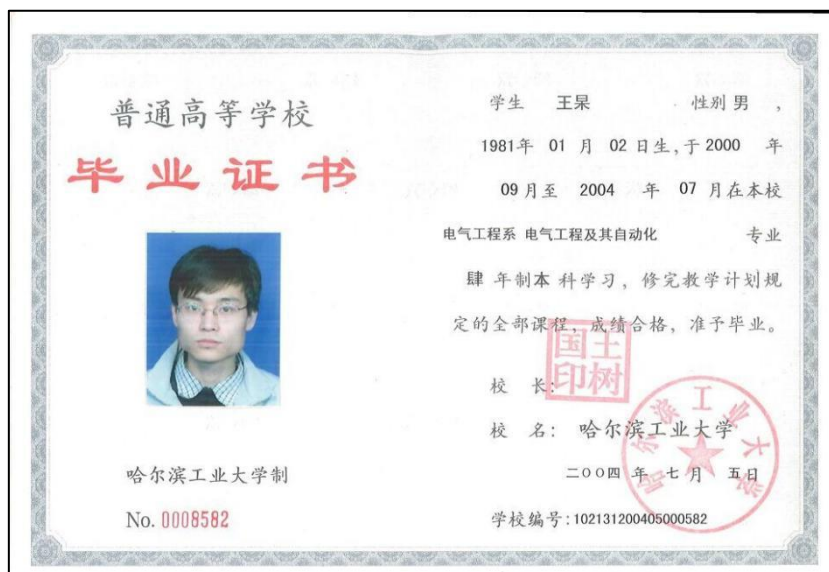 普通高等学校
毕业证书
哈尔滨工业大学制
No. 0008582
学生 王杲 性别 男 ,
1981年 01 月 02 日生,于 2000 年
09 月至 2004 年 07 月在本校
电气工程系 电气工程及其自动化 专业
肆 年制本科学习，修完教学计划规
定的全部课程，成绩合格，准予毕业。
校 长:
国王
印树
校 名: 哈尔滨工业大学
哈尔滨工业大学
二〇〇四 年 七 月 五日
学校编号:102131200405000582